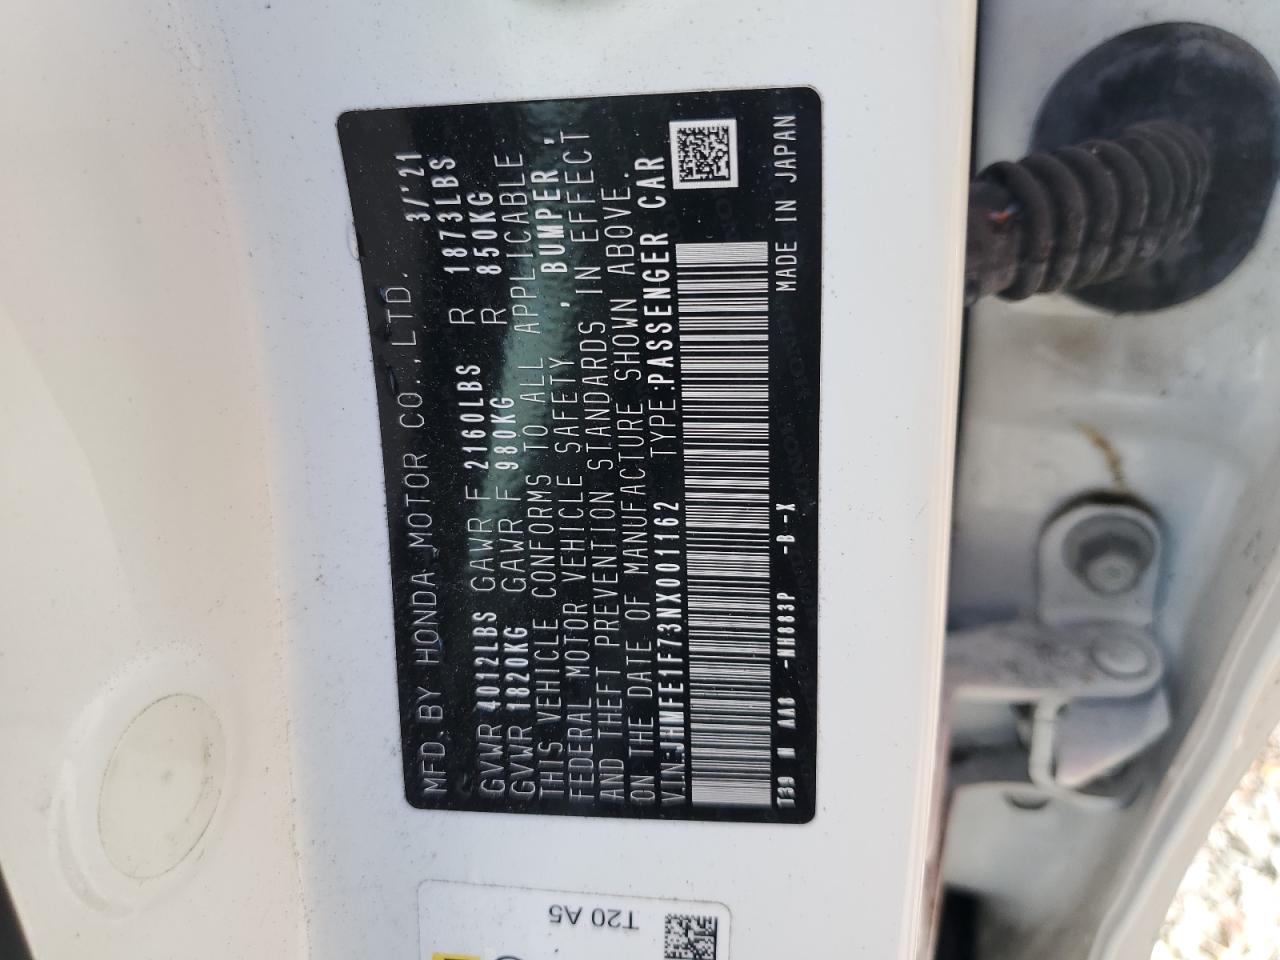 MFD. BY HONDA MOTOR CO.,LTD. 3/'21
GVWR 4012LBS GAWR F 2160LBS R 1873LBS
GVWR 1820KG GAWR F 980KG R 850KG
THIS VEHICLE CONFORMS TO ALL APPLICABLE
FEDERAL MOTOR VEHICLE SAFETY , BUMPER ,
AND THEFT PREVENTION STANDARDS IN EFFECT
ON THE DATE OF MANUFACTURE SHOWN ABOVE.
V.I.N.:JHMFE1F73NX001162 TYPE:PASSENGER CAR
139 N AA8 -NH883P -B -X MADE IN JAPAN
T20 A5